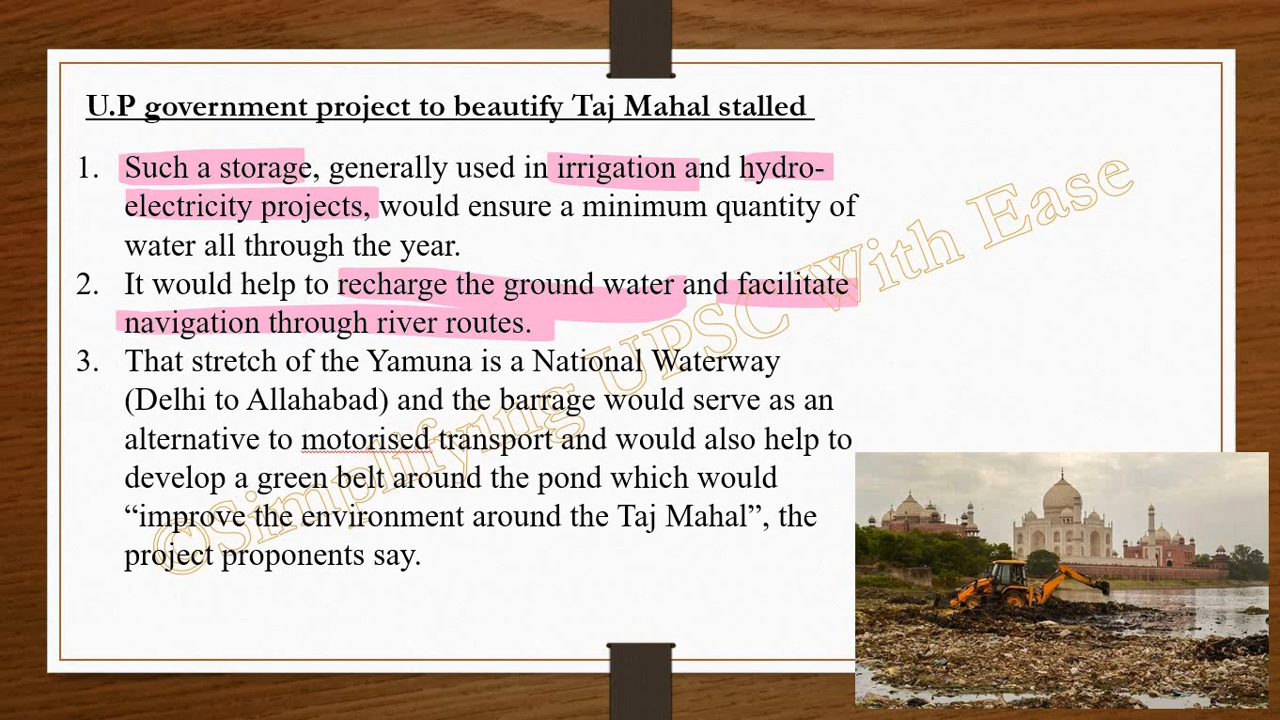 U.P government project to beautify Taj Mahal stalled
1. Such a storage, generally used in irrigation and hydro-
electricity projects, would ensure a minimum quantity of
water all through the year.
2. It would help to recharge the ground water and facilitate
navigation through river routes.
3. That stretch of the Yamuna is a National Waterway
(Delhi to Allahabad) and the barrage would serve as an
alternative to motorised transport and would also help to
develop a green belt around the pond which would
“improve the environment around the Taj Mahal”, the
project proponents say.
©Simplifying UPSC With Ease